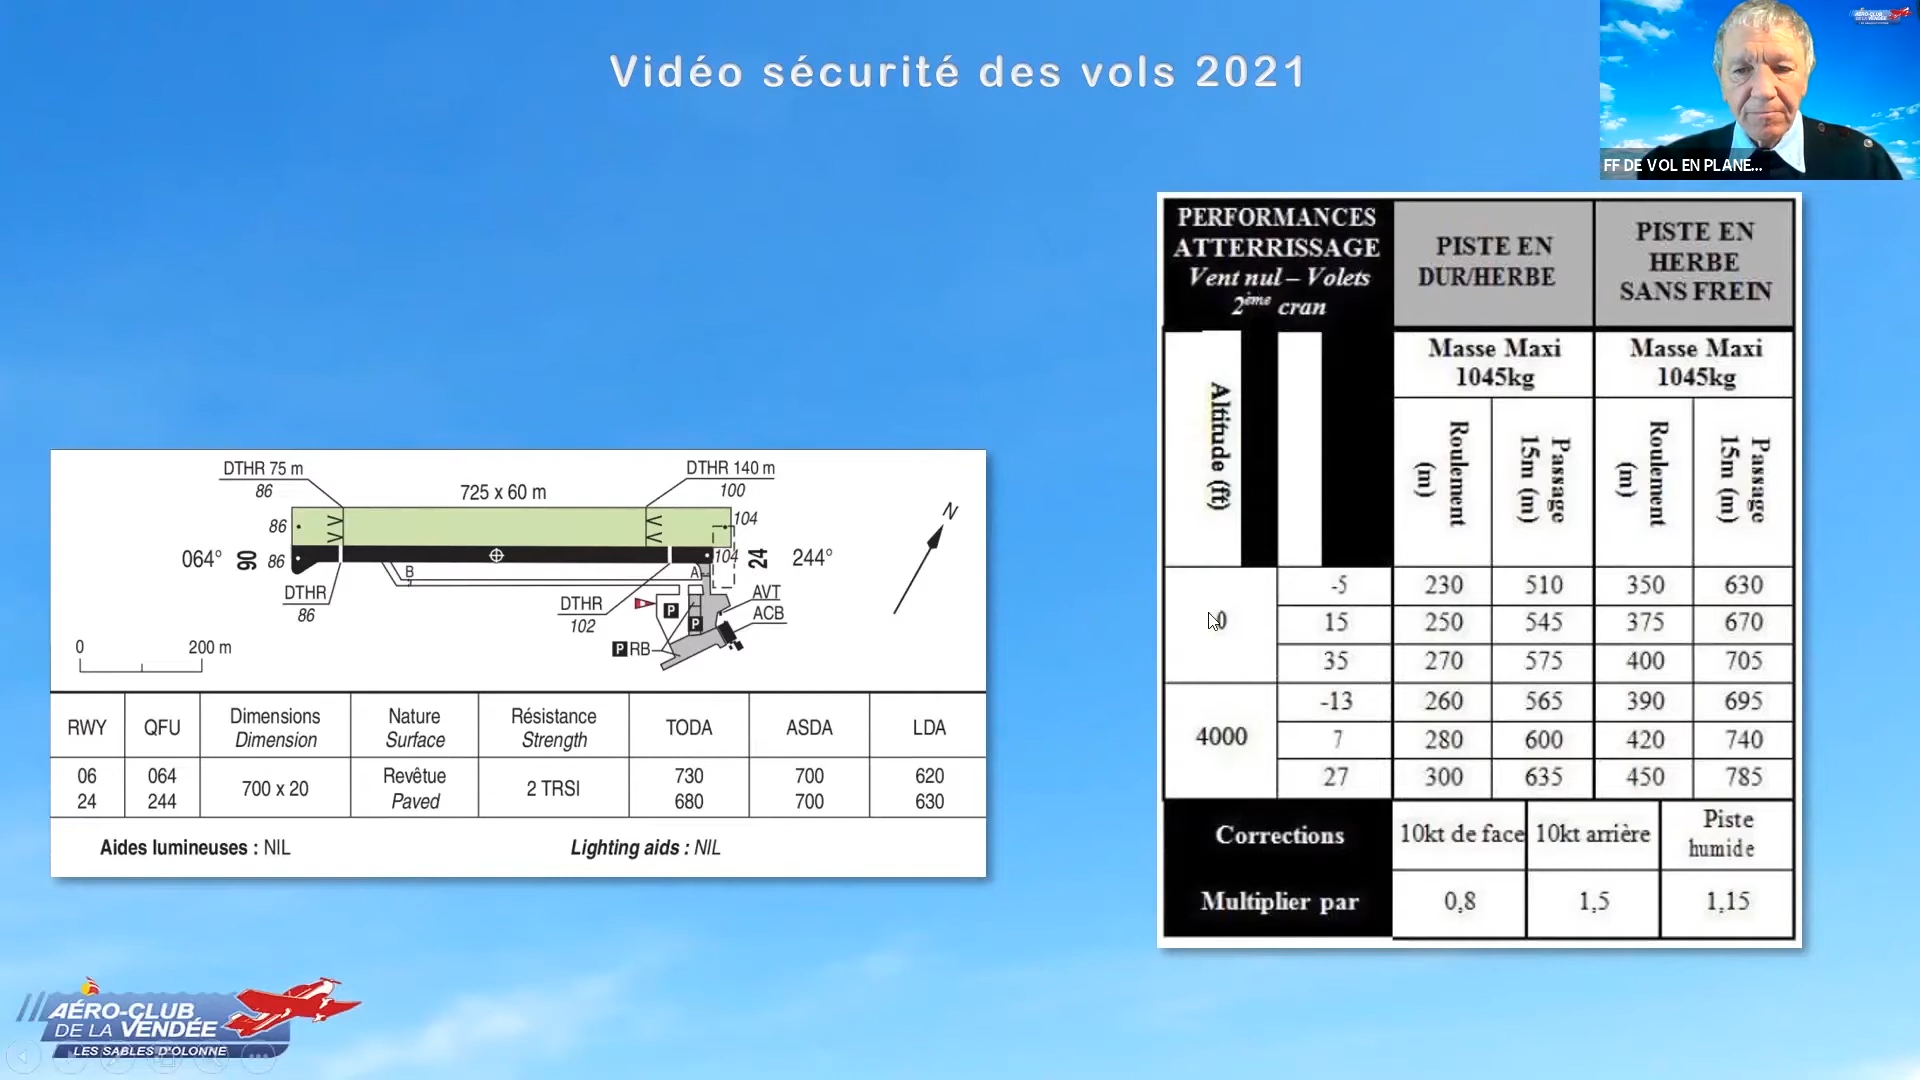 Vidéo sécurité des vols 2021
AÉRO-CLUB
DE LA VENDÉE
FF DE VOL EN PLANE...
DTHR 75 m
86
725 x 60 m
DTHR 140 m
100
86
104
064°
06
86
104
24
244°
N
B
A
DTHR
86
DTHR
102
P
P
AVT
ACB
P RB
0
200 m
RWY
QFU
Dimensions
Dimension
Nature
Surface
Résistance
Strength
TODA
ASDA
LDA
06
24
064
244
700 x 20
Revêtue
Paved
2 TRSI
730
680
700
700
620
630
Aides lumineuses : NIL
Lighting aids : NIL
PERFORMANCES
ATTERRISSAGE
Vent nul – Volets
2ème cran
PISTE EN
DUR/HERBE
PISTE EN
HERBE
SANS FREIN
Altitude (ft)
Masse Maxi
1045kg
Masse Maxi
1045kg
Roulement
(m)
Passage
15m (m)
Roulement
(m)
Passage
15m (m)
0
-5 230 510 350 630
15 250 545 375 670
35 270 575 400 705
4000
-13 260 565 390 695
7 280 600 420 740
27 300 635 450 785
Corrections
10kt de face
10kt arrière
Piste
humide
Multiplier par
0,8
1,5
1,15
AÉRO-CLUB
DE LA VENDÉE
LES SABLES D'OLONNE